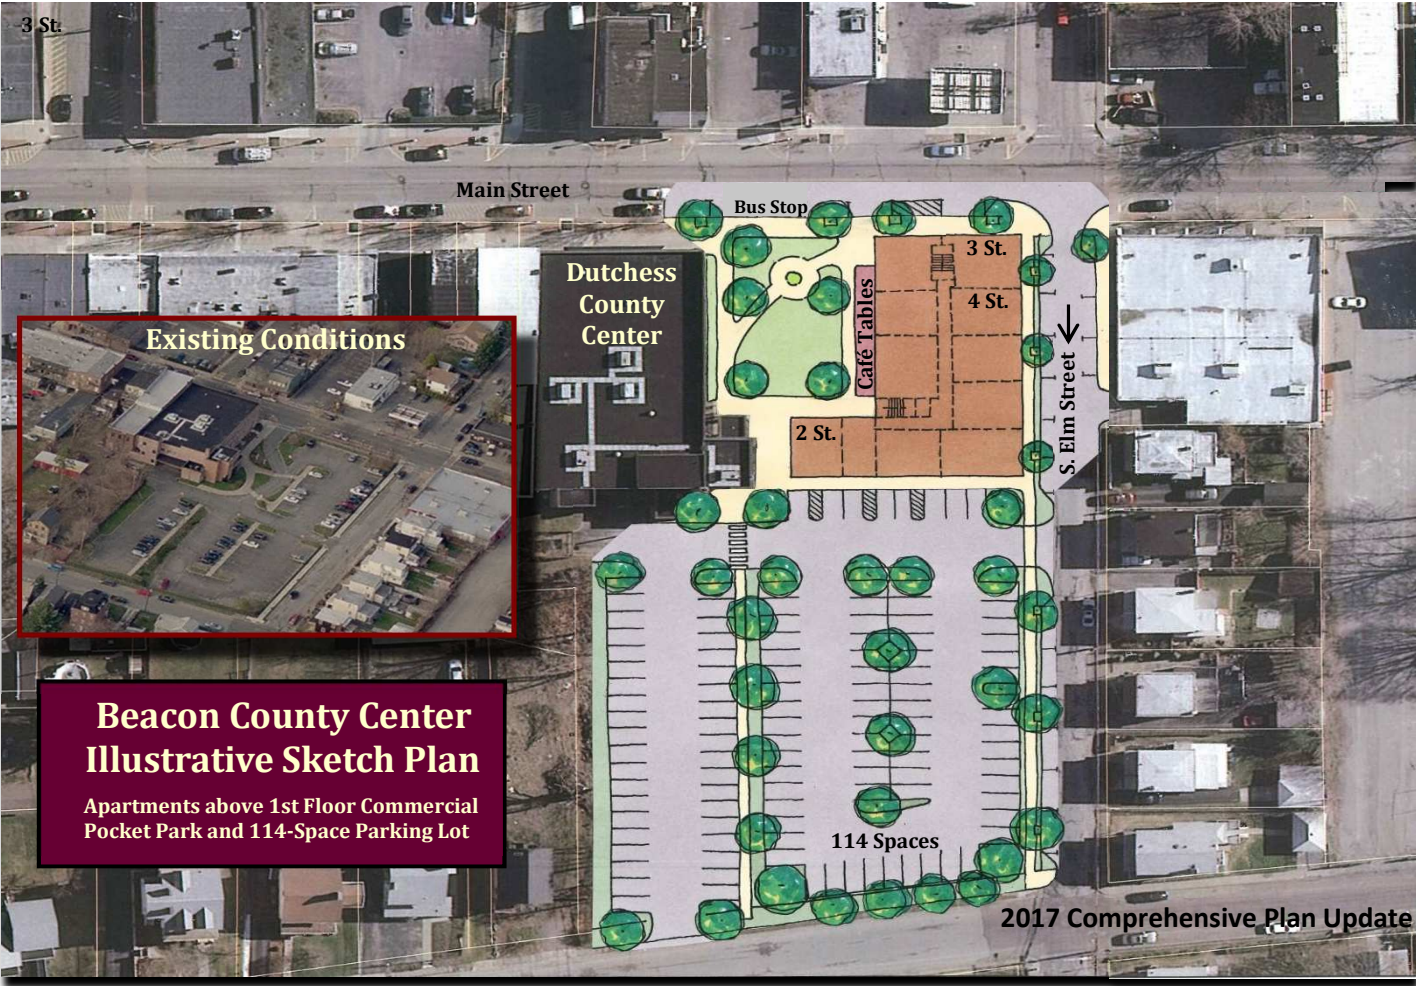 3 St.
Main Street
Bus Stop
3 St.
4 St.
Dutchess
County
Center
Café Tables
S. Elm Street
2 St.
Existing Conditions
Beacon County Center
Illustrative Sketch Plan
Apartments above 1st Floor Commercial
Pocket Park and 114-Space Parking Lot
114 Spaces
2017 Comprehensive Plan Update